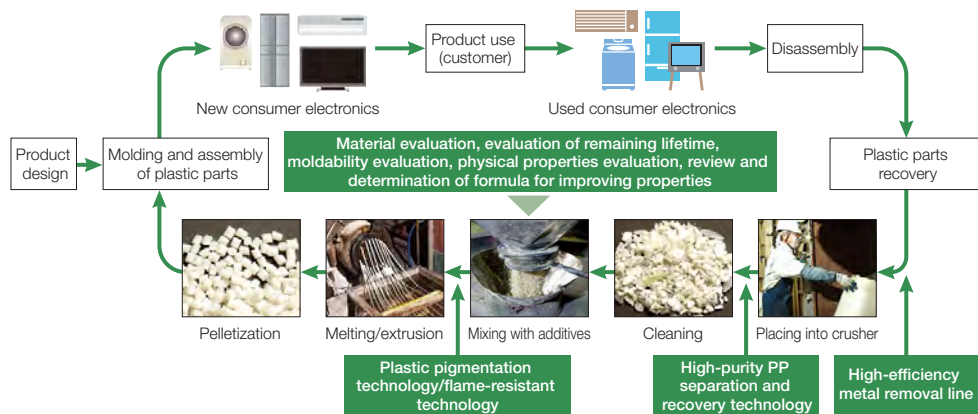 New consumer electronics
Product use
(customer)
Used consumer electronics
Disassembly
Product
design
Molding and assembly
of plastic parts
Material evaluation, evaluation of remaining lifetime,
moldability evaluation, physical properties evaluation, review and
determination of formula for improving properties
Plastic parts
recovery
Pelletization
Melting/extrusion
Mixing with additives
Cleaning
Placing into crusher
Plastic pigmentation
technology/flame-resistant
technology
High-purity PP
separation and
recovery technology
High-efficiency
metal removal line